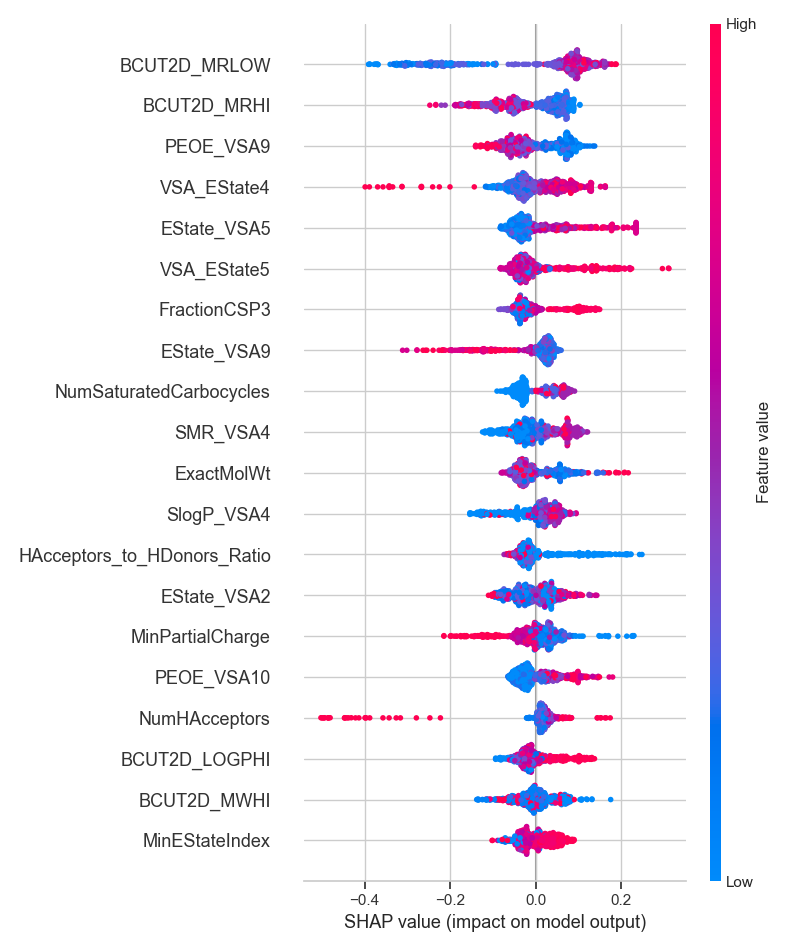 High
BCUT2D_MRLOW
BCUT2D_MRHI
PEOE_VSA9
VSA_EState4
EState_VSA5
VSA_EState5
FractionCSP3
EState_VSA9
NumSaturatedCarbocycles
SMR_VSA4
ExactMolWt
SlogP_VSA4
HAcceptors_to_HDonors_Ratio
EState_VSA2
MinPartialCharge
PEOE_VSA10
NumHAcceptors
BCUT2D_LOGPHI
BCUT2D_MWHI
MinEStateIndex
Feature value
Low
−0.4 −0.2 0.0 0.2
SHAP value (impact on model output)